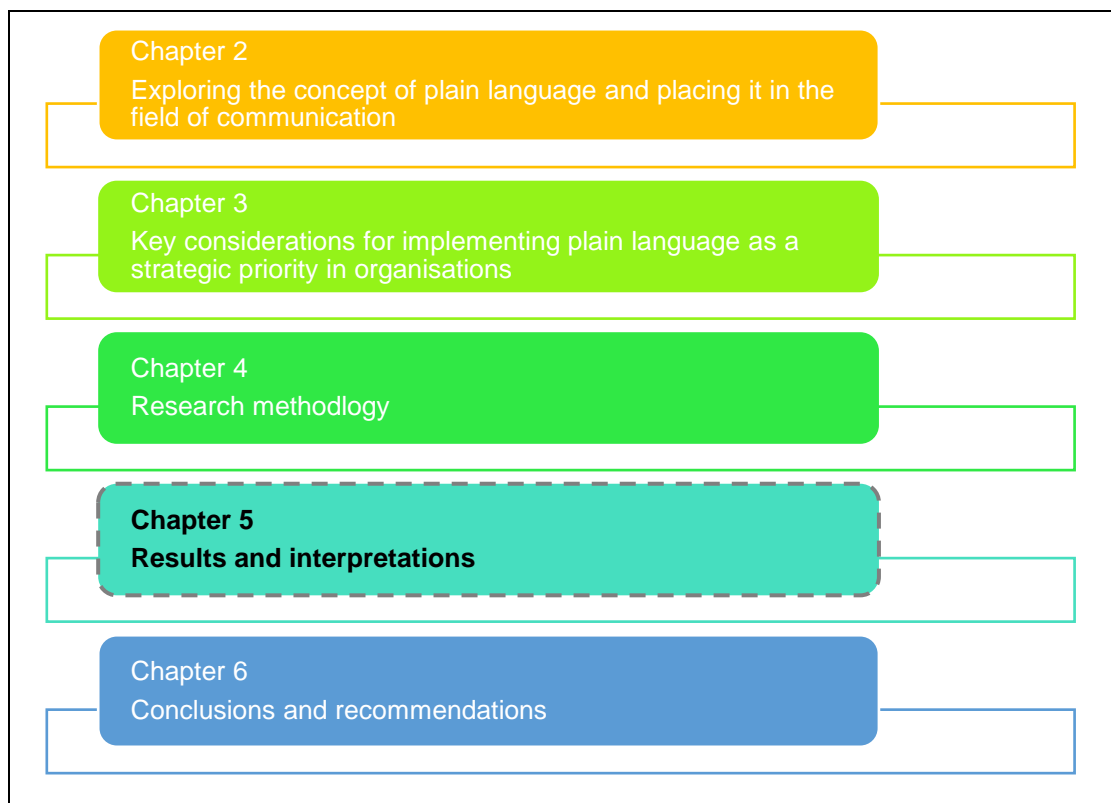 Chapter 2
Exploring the concept of plain language and placing it in the
field of communication
Chapter 3
Key considerations for implementing plain language as a
strategic priority in organisations
Chapter 4
Research methodlogy
Chapter 5
Results and interpretations
Chapter 6
Conclusions and recommendations